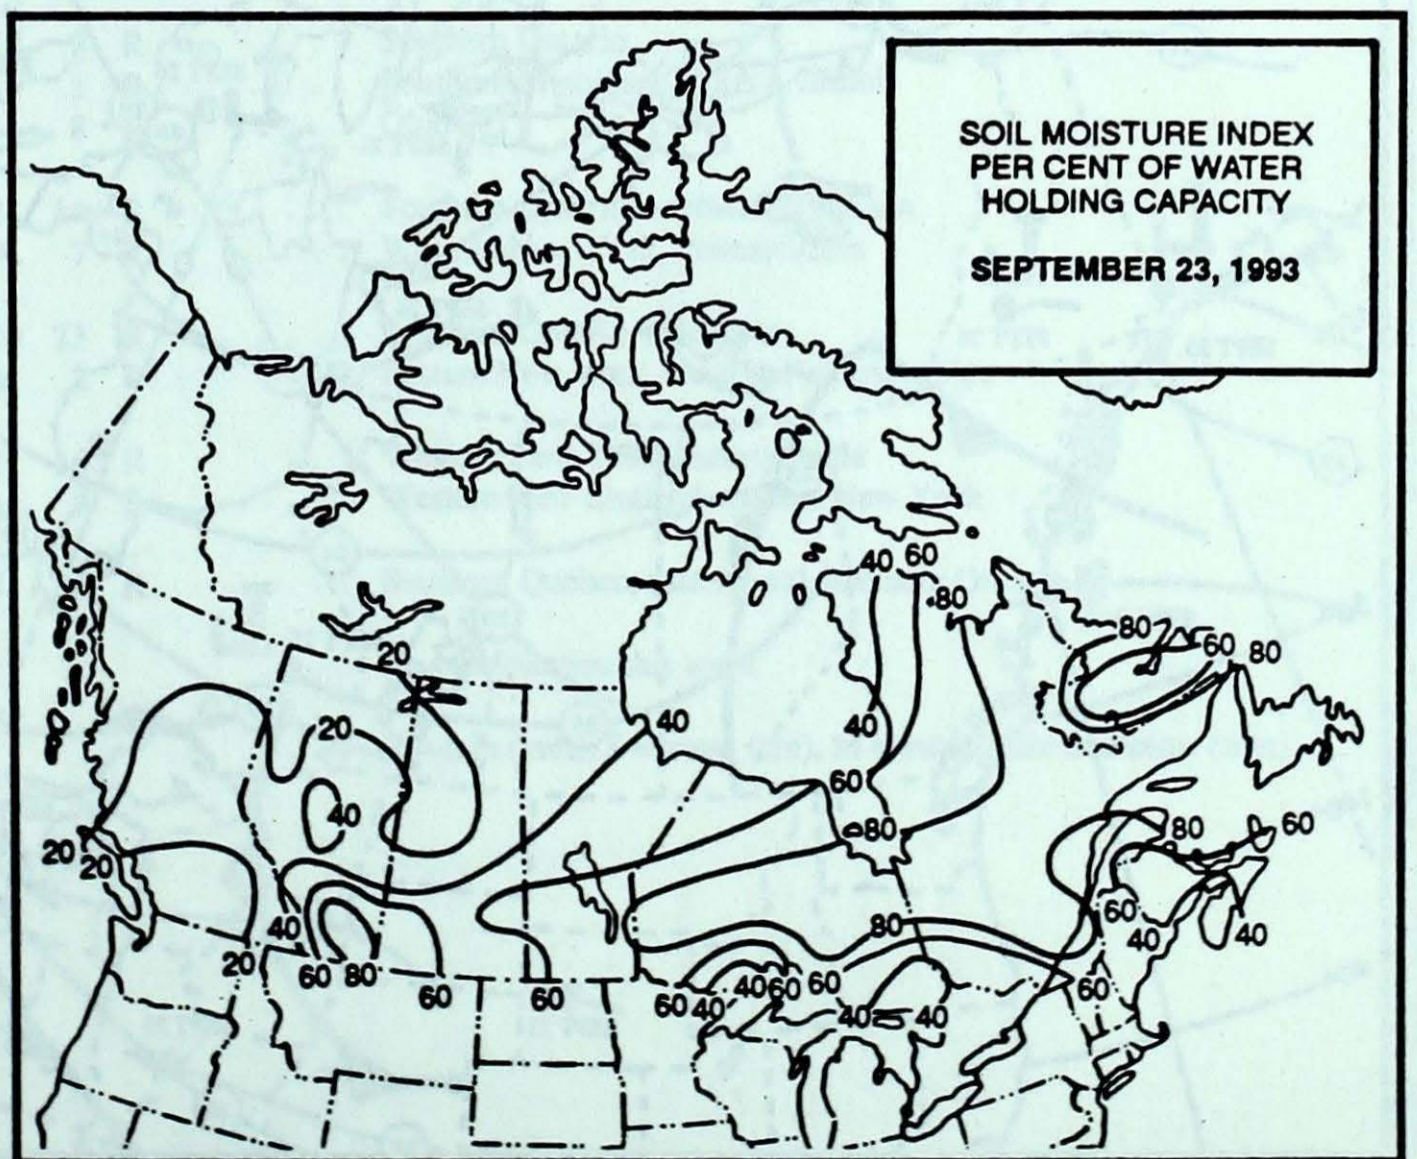 SOIL MOISTURE INDEX
PER CENT OF WATER
HOLDING CAPACITY
SEPTEMBER 23, 1993
40 60
80
80 60 80
20
20 40 40
60
40
80 80 60
20 20
60
40 80 40 40
20 60 80 60 60 60 40 40 60 60 40 40 60